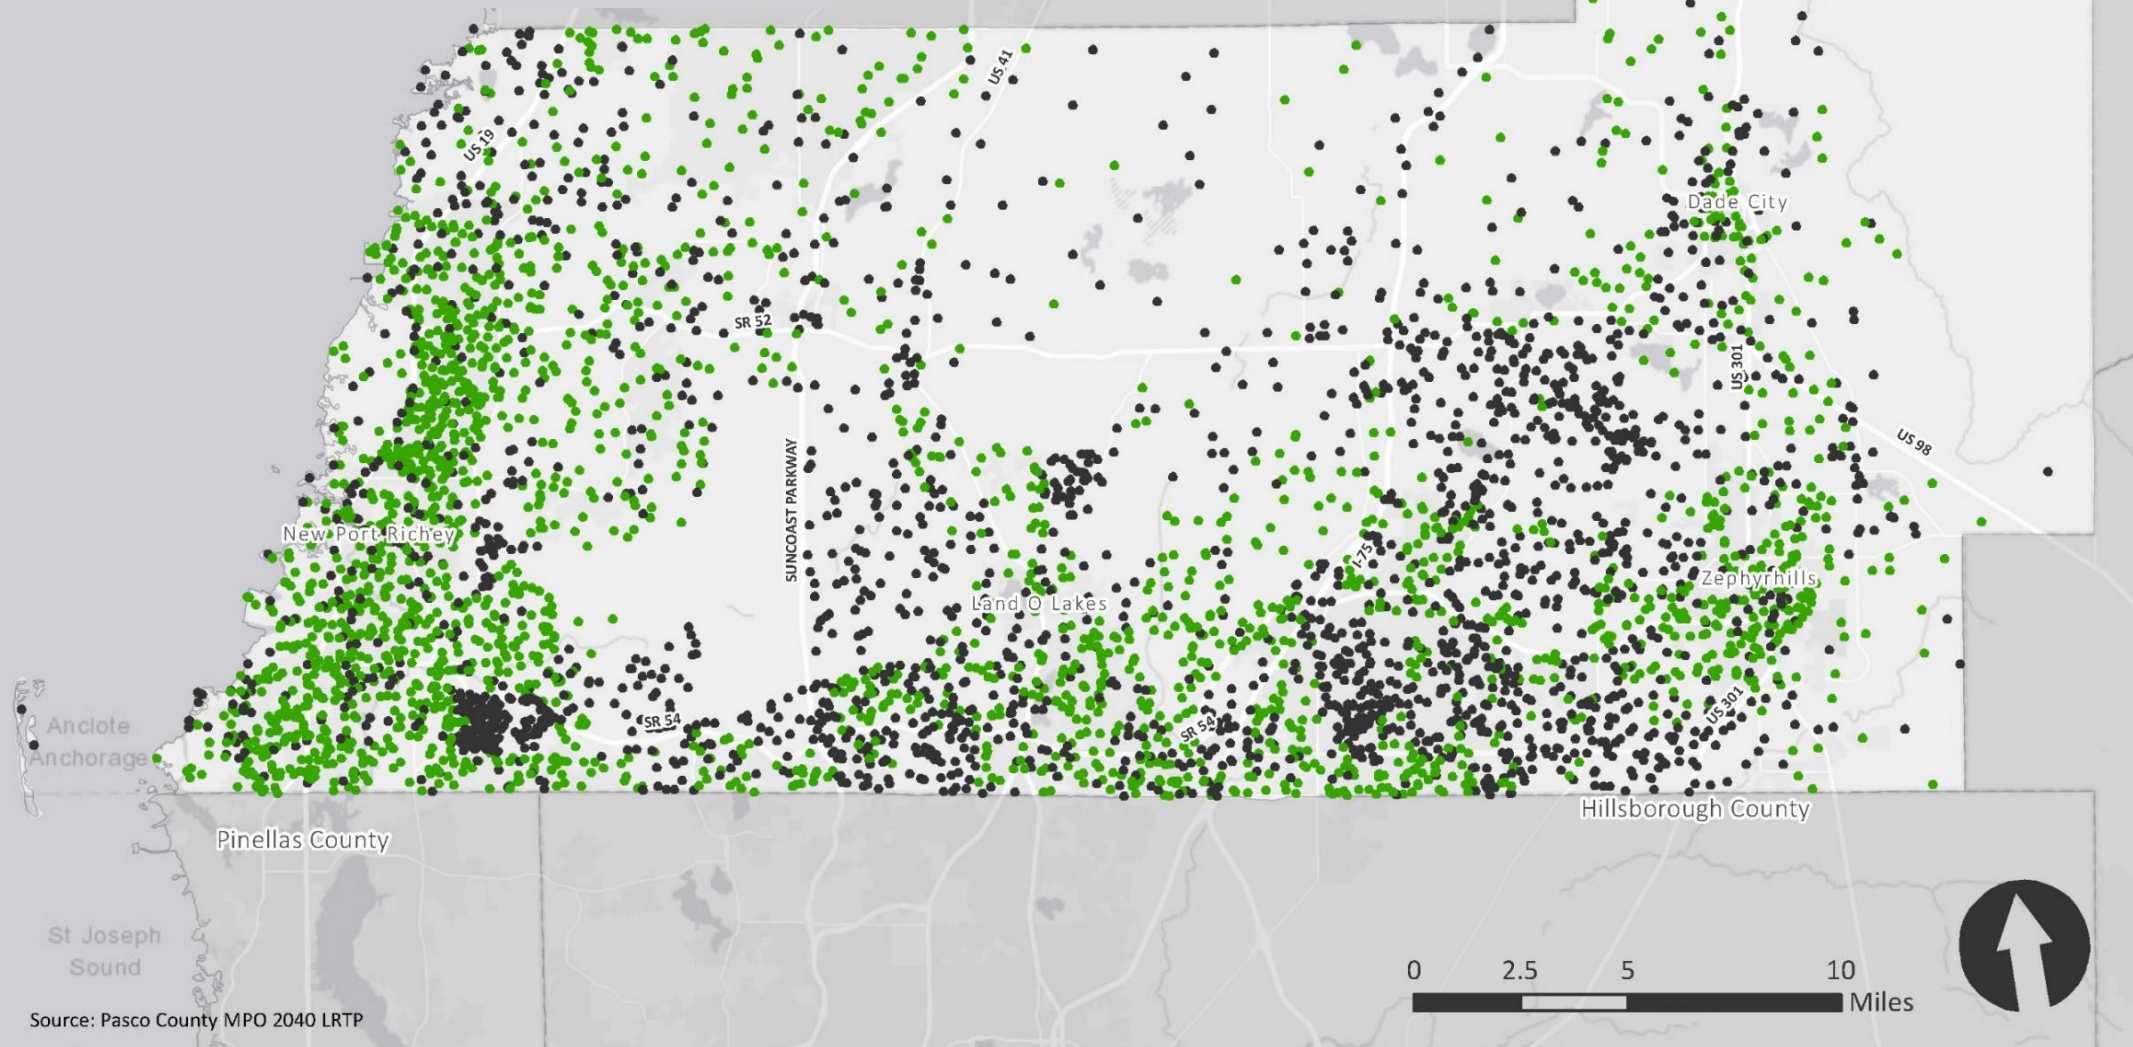 US 41
US 19
Dade City
SR 52
US 301
US 98
SUNCOAST PARKWAY
New Port Richey
I-75
Zephyrhills
Land O Lakes
SR 54
SR 54
US 301
Anclote
Anchorage
Hillsborough County
Pinellas County
St Joseph
Sound
0 2.5 5 10
Miles
Source: Pasco County MPO 2040 LRTP